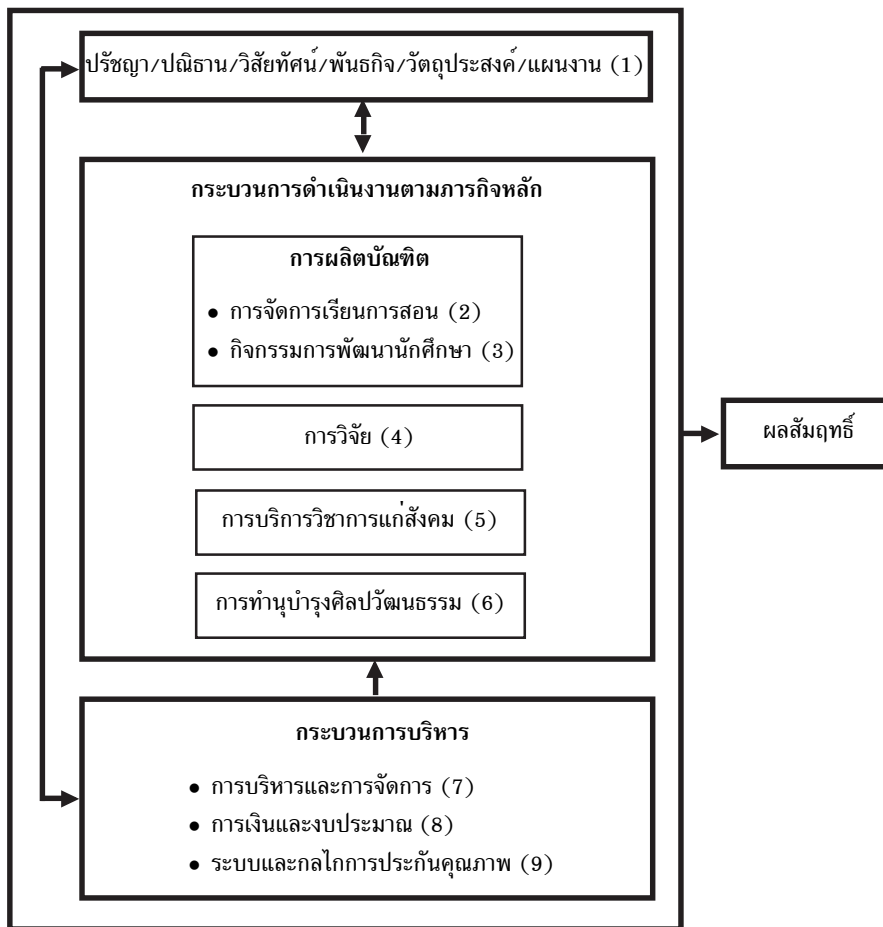 ปรัชญา/ปณิธาน/วิสัยทัศน์/พันธกิจ/วัตถุประสงค์/แผนงาน (1)
กระบวนการดำเนินงานตามภารกิจหลัก
การผลิตบัณฑิต
● การจัดการเรียนการสอน (2)
● กิจกรรมการพัฒนานักศึกษา (3)
การวิจัย (4)
การบริการวิชาการแก่สังคม (5)
การทำนุบำรุงศิลปวัฒนธรรม (6)
ผลสัมฤทธิ์
กระบวนการบริหาร
● การบริหารและการจัดการ (7)
● การเงินและงบประมาณ (8)
● ระบบและกลไกการประกันคุณภาพ (9)